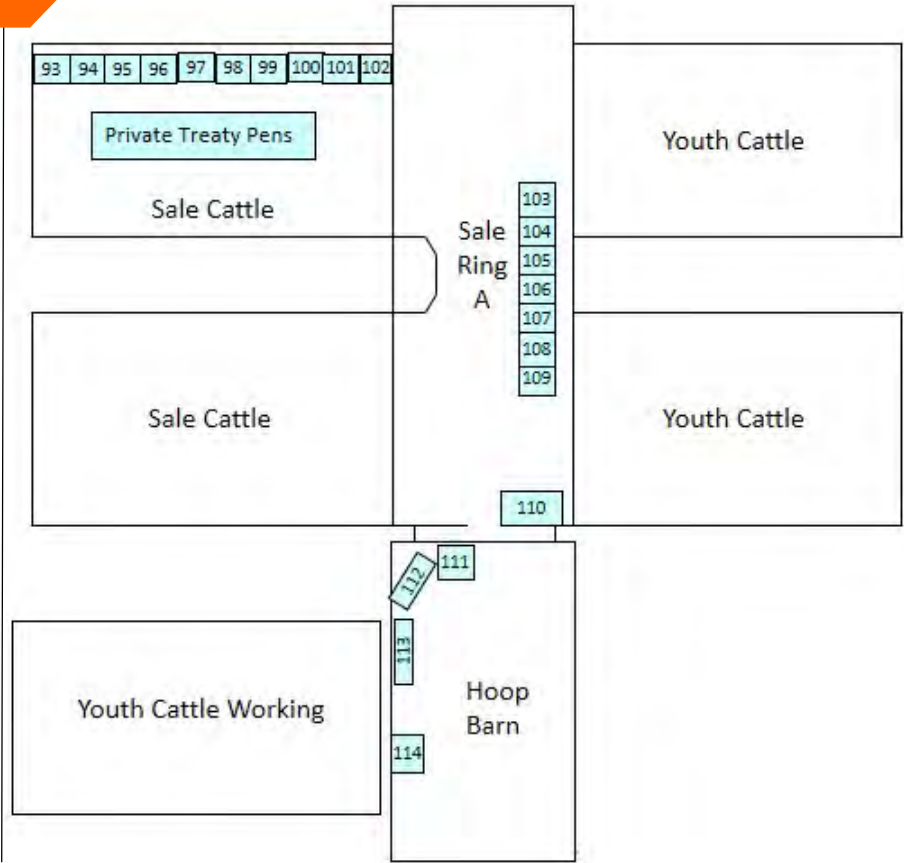 93 94 95 96 97 98 99 100 101 102
Private Treaty Pens
Sale Cattle
Youth Cattle
103
104
105
106
107
108
109
Sale
Ring
A
Sale Cattle
Youth Cattle
110
111
112
113
114
Youth Cattle Working
Hoop
Barn